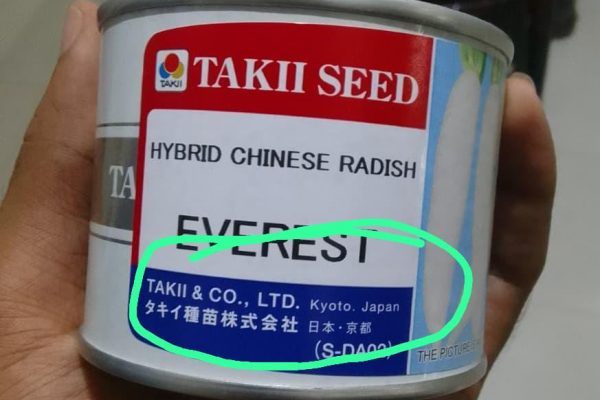 TAKII
TAKII SEED
HYBRID CHINESE RADISH
EVEREST
TA
TAKII & CO., LTD. Kyoto. Japan
タキイ種苗株式会社 日本・京都
THE PICTURE